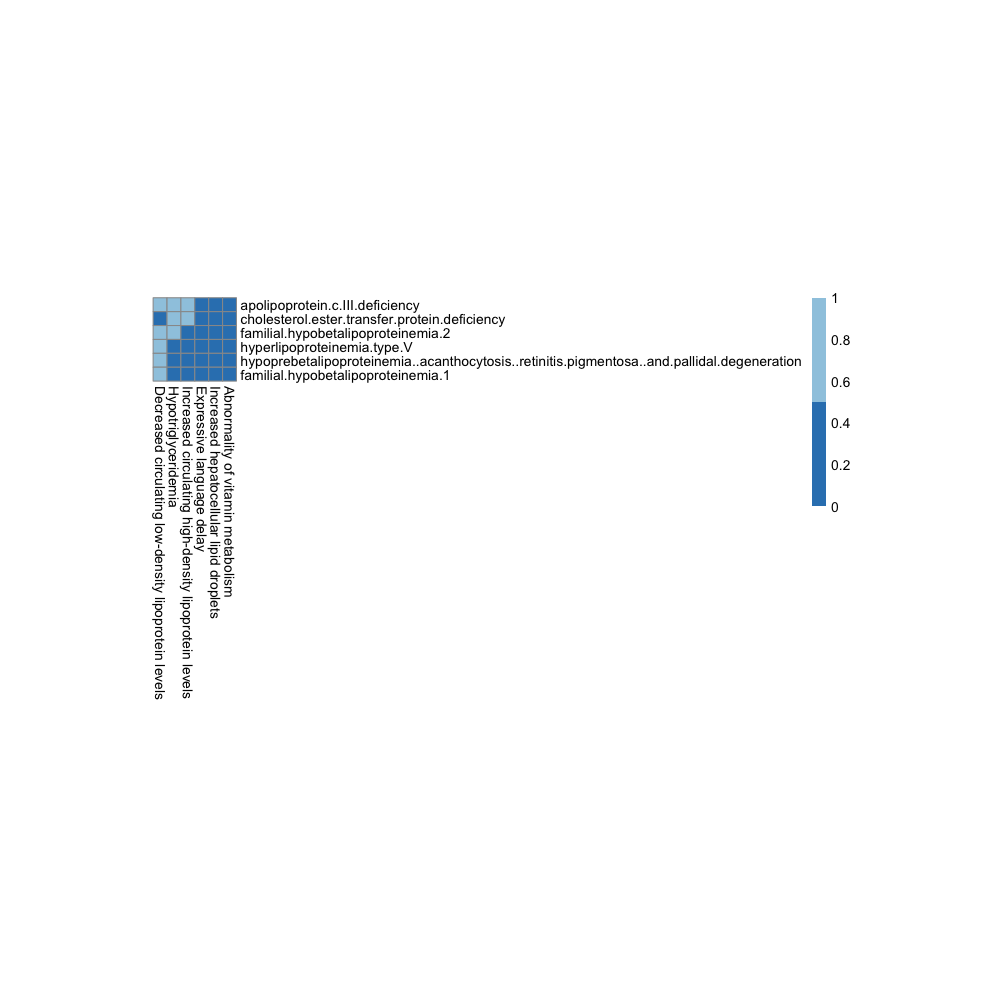 apolipoprotein.c.III.deficiency
cholesterol.ester.transfer.protein.deficiency
familial.hypobetalipoproteinemia.2
hyperlipoproteinemia.type.V
hypoprebetalipoproteinemia..acanthocytosis..retinitis.pigmentosa..and.pallidal.degeneration
familial.hypobetalipoproteinemia.1
Decreased circulating low-density lipoprotein levels
Hypotriglyceridemia
Increased circulating high-density lipoprotein levels
Expressive language delay
Increased hepatocellular lipid droplets
Abnormality of vitamin metabolism
1
0.8
0.6
0.4
0.2
0